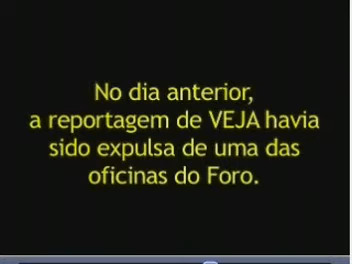 No dia anterior,
a reportagem de VEJA havia
sido expulsa de uma das
oficinas do Foro.